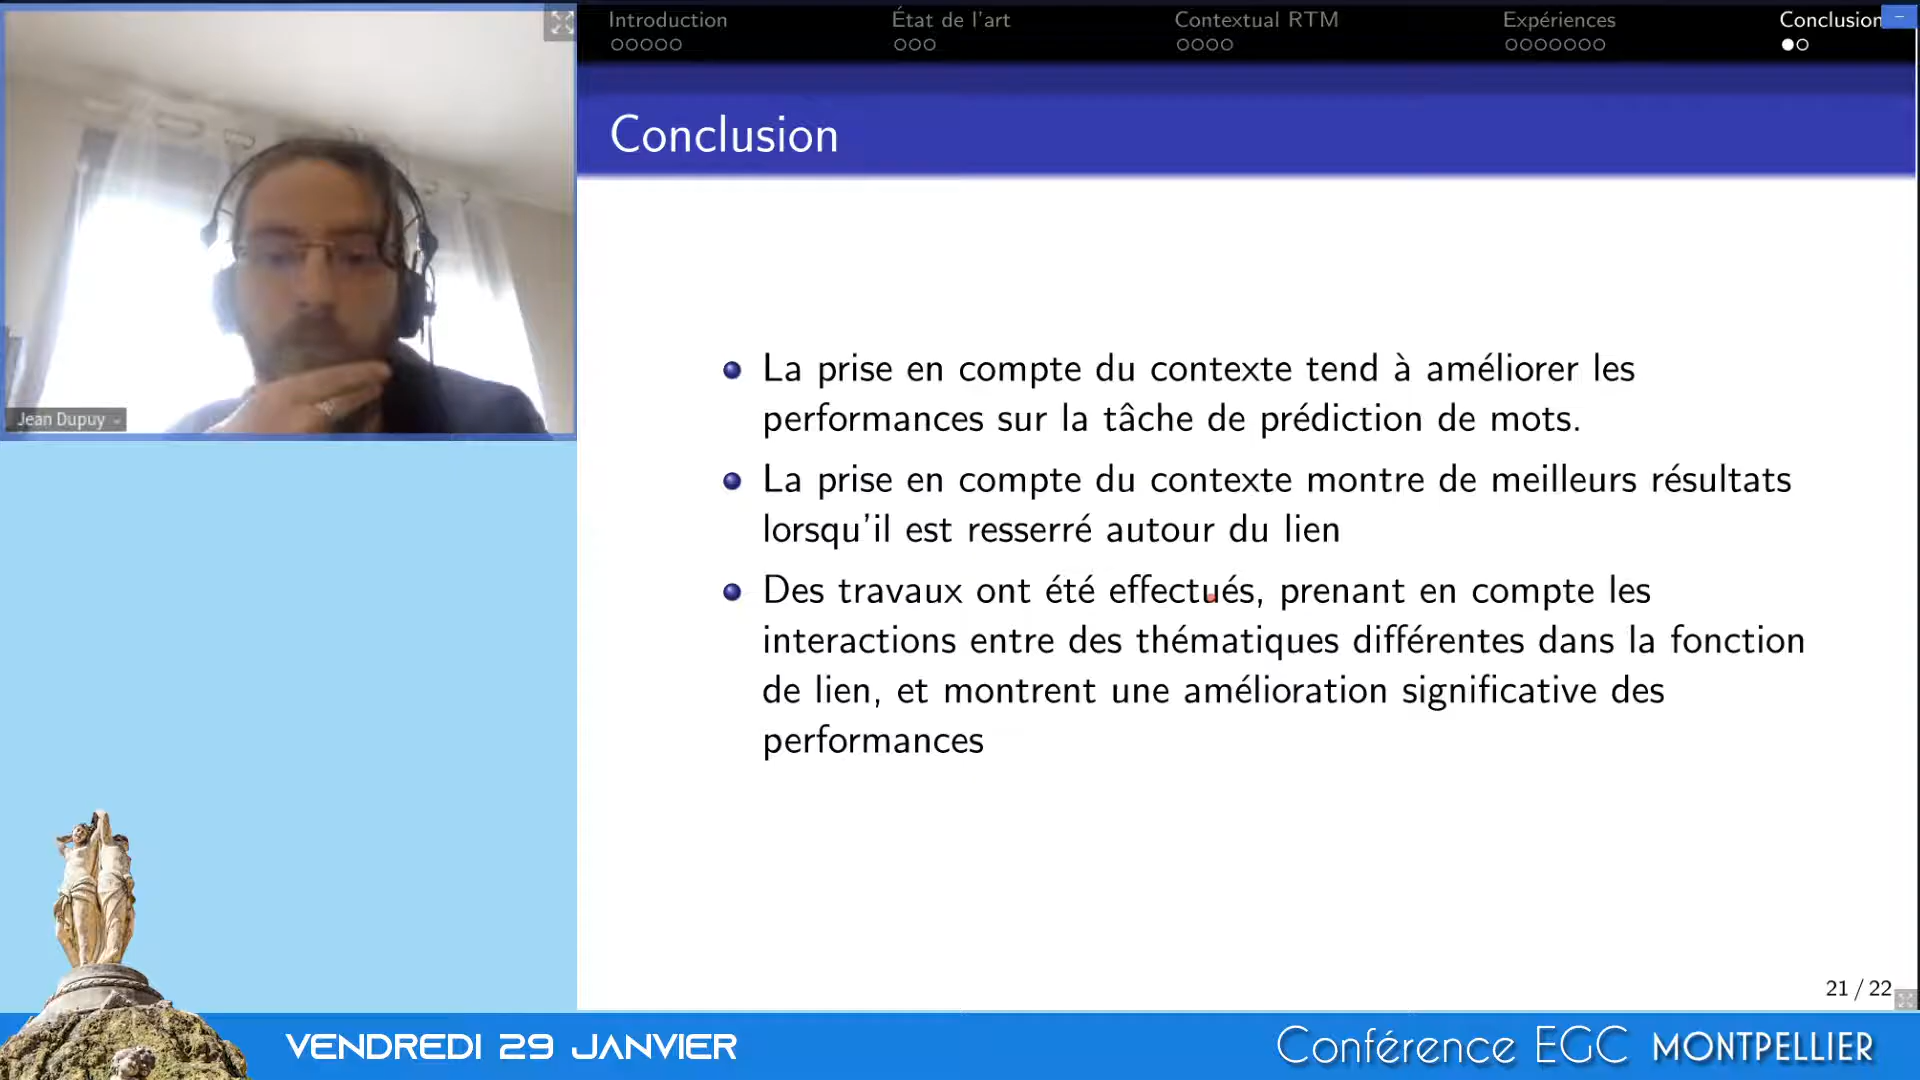 Introduction
État de l'art
Contextual RTM
Expériences
Conclusion
Conclusion
Jean Dupuy
La prise en compte du contexte tend à améliorer les
performances sur la tâche de prédiction de mots.
La prise en compte du contexte montre de meilleurs résultats
lorsqu'il est resserré autour du lien
Des travaux ont été effectués, prenant en compte les
interactions entre des thématiques différentes dans la fonction
de lien, et montrent une amélioration significative des
performances
21 / 22
VENDREDI 29 JANVIER
Conférence EGC MONTPELLIER